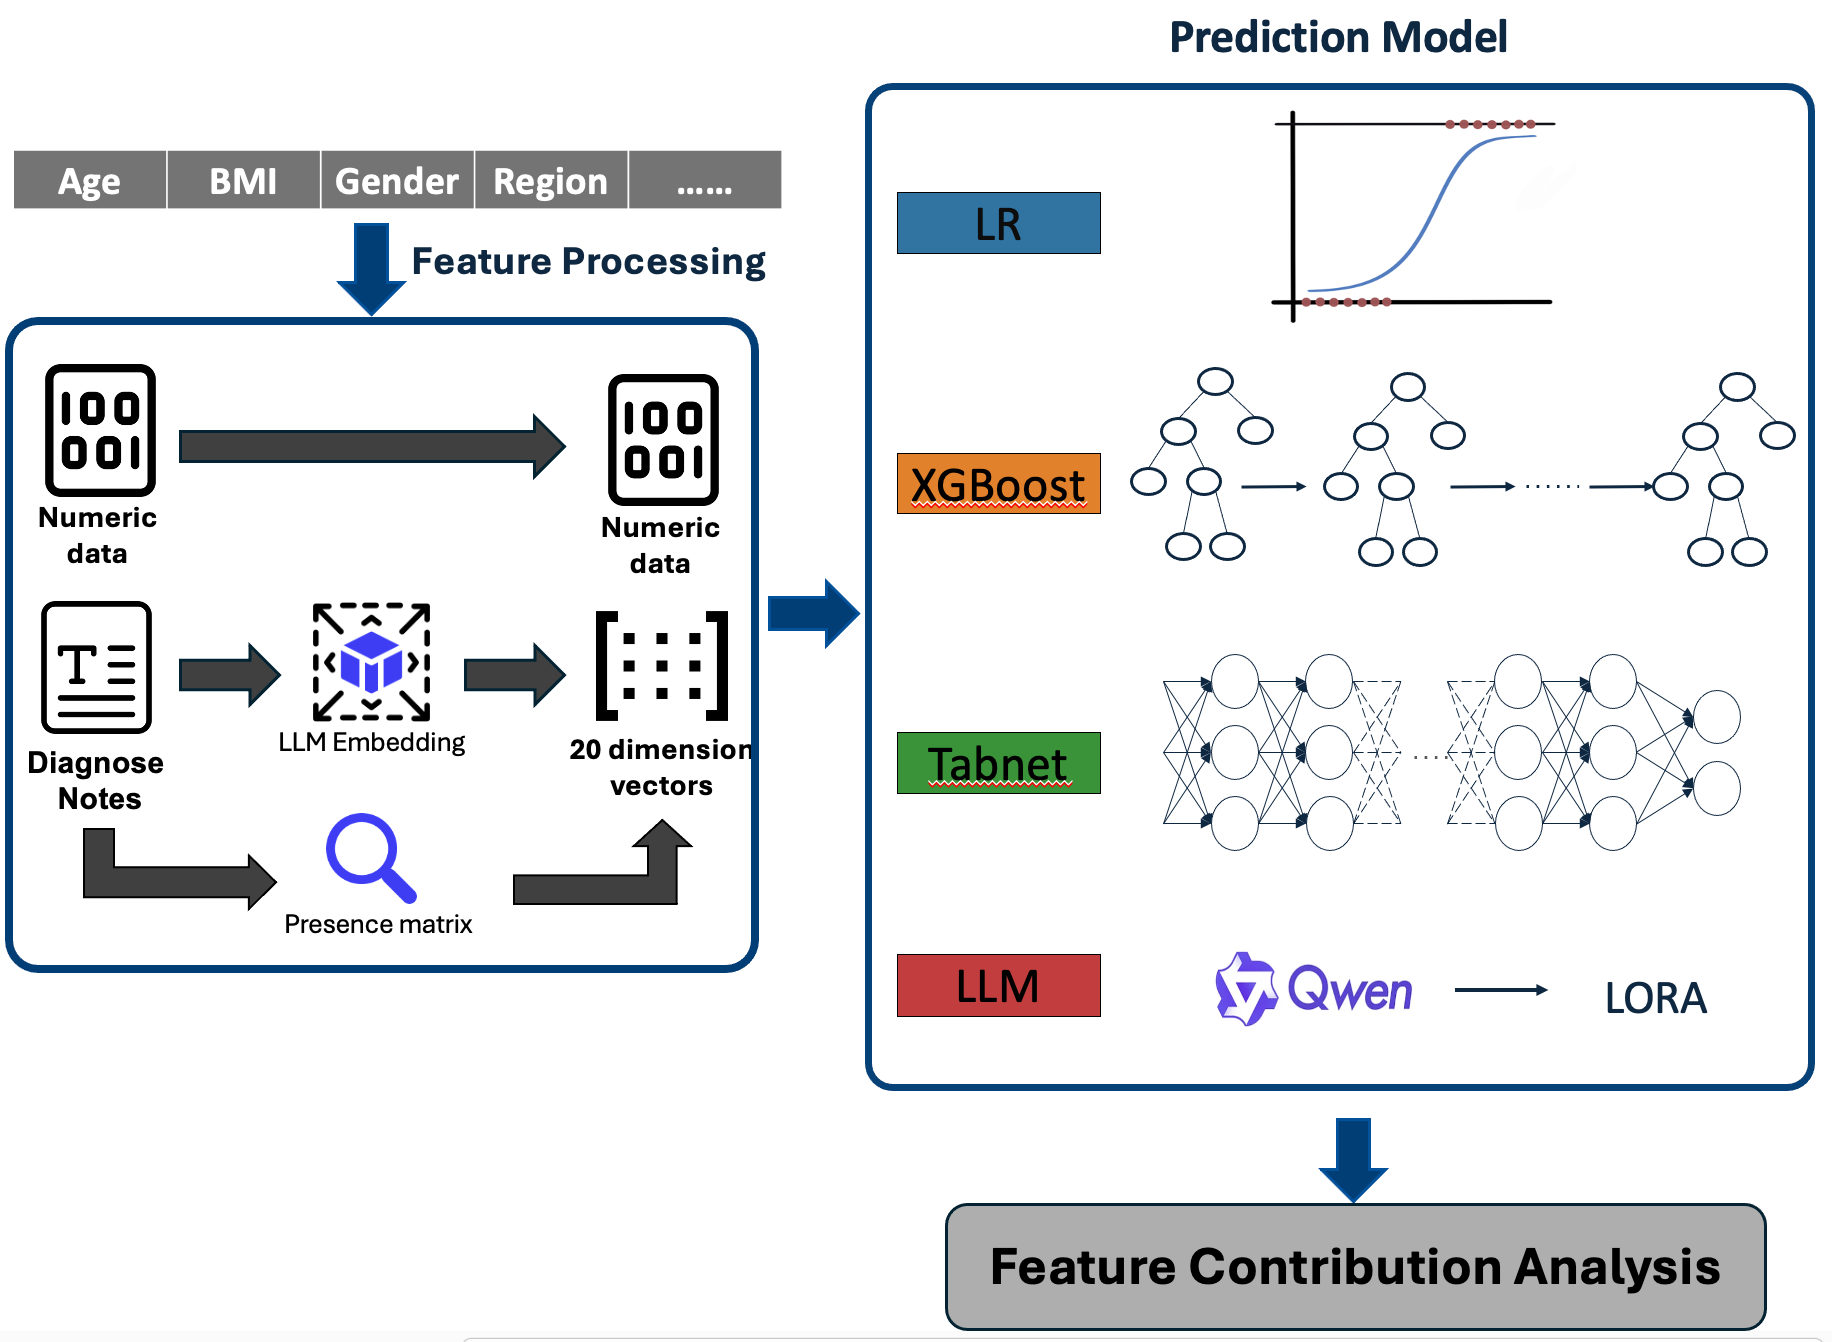 Prediction Model
Age BMI Gender Region ......
Feature Processing
100
001
Numeric
data
100
001
Numeric
data
T
Diagnose
Notes
LLM Embedding
20 dimension
vectors
Presence matrix
LR
XGBoost
......
Tabnet
....
LLM
Qwen
LORA
Feature Contribution Analysis